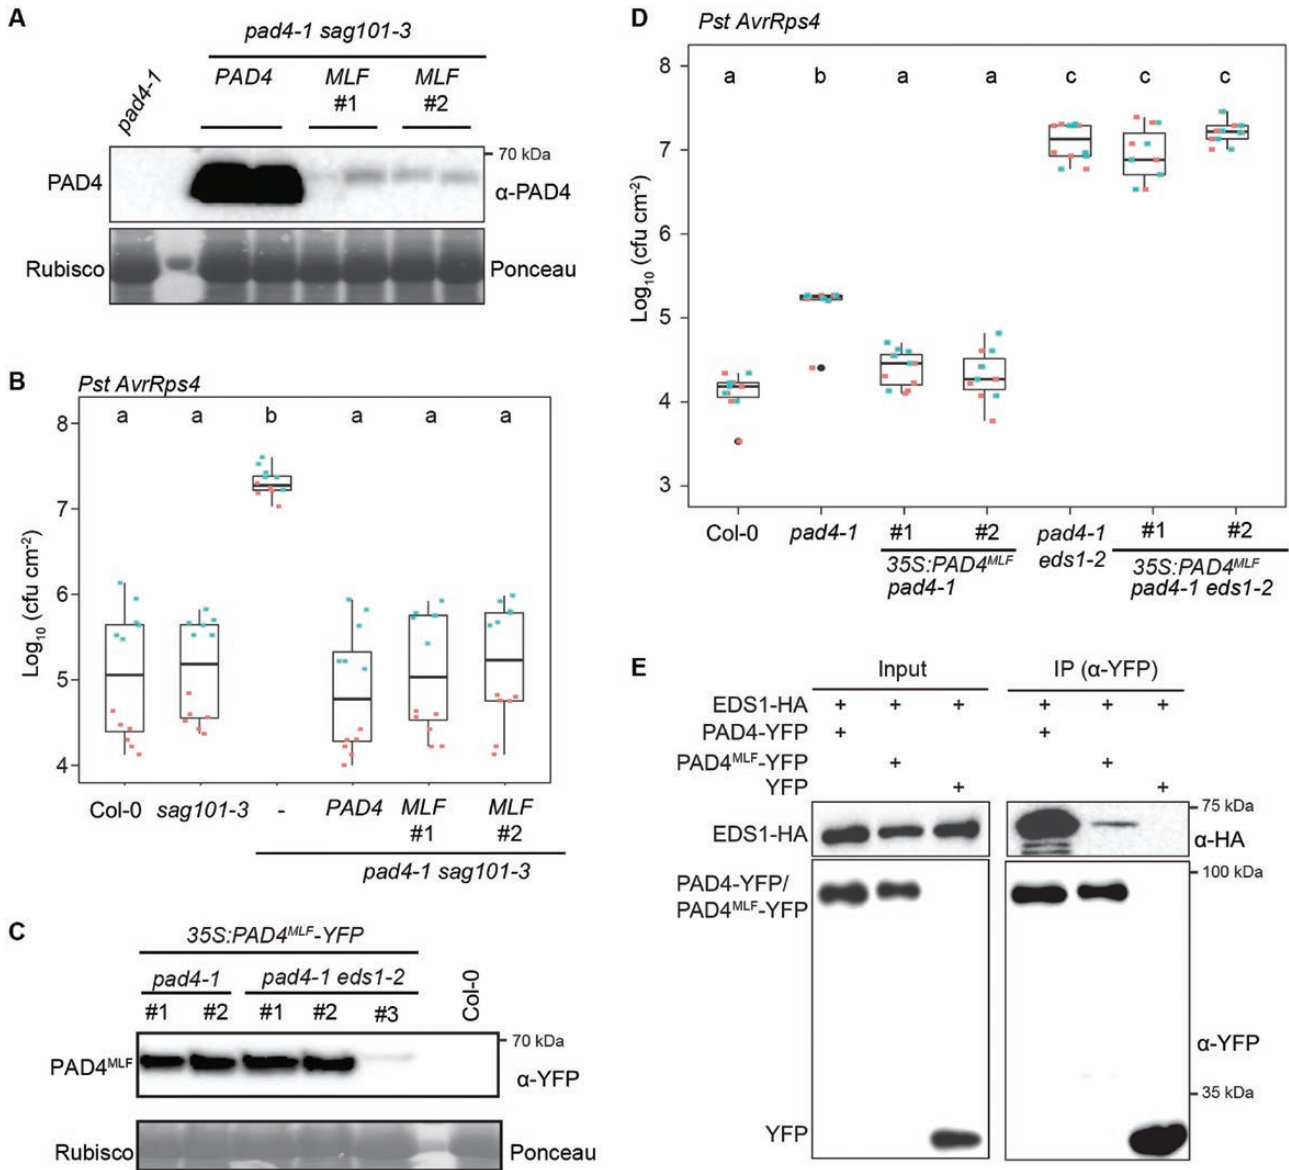 A
pad4-1 sag101-3
pad4-1
PAD4
MLF
#1
MLF
#2
PAD4
70 kDa
α-PAD4
Rubisco
Ponceau
B
Pst AvrRps4
a a b a a a
8
7
6
5
4
Log10 (cfu cm-2)
Col-0 sag101-3 - PAD4 MLF MLF
#1 #2
pad4-1 sag101-3
C
35S:PAD4MLF-YFP
pad4-1 pad4-1 eds1-2
#1 #2 #1 #2 #3
Col-0
PAD4MLF
70 kDa
α-YFP
Rubisco
Ponceau
D
Pst AvrRps4
a b a a c c c
8
7
6
5
4
3
Log10 (cfu cm-2)
Col-0 pad4-1 #1 #2 pad4-1 #1 #2
eds1-2
35S:PAD4MLF
pad4-1
35S:PAD4MLF
pad4-1 eds1-2
E
Input IP (α-YFP)
EDS1-HA + + + + + +
PAD4-YFP + +
PAD4MLF-YFP + +
YFP + +
EDS1-HA
75 kDa
α-HA
PAD4-YFP/
PAD4MLF-YFP
100 kDa
α-YFP
35 kDa
YFP